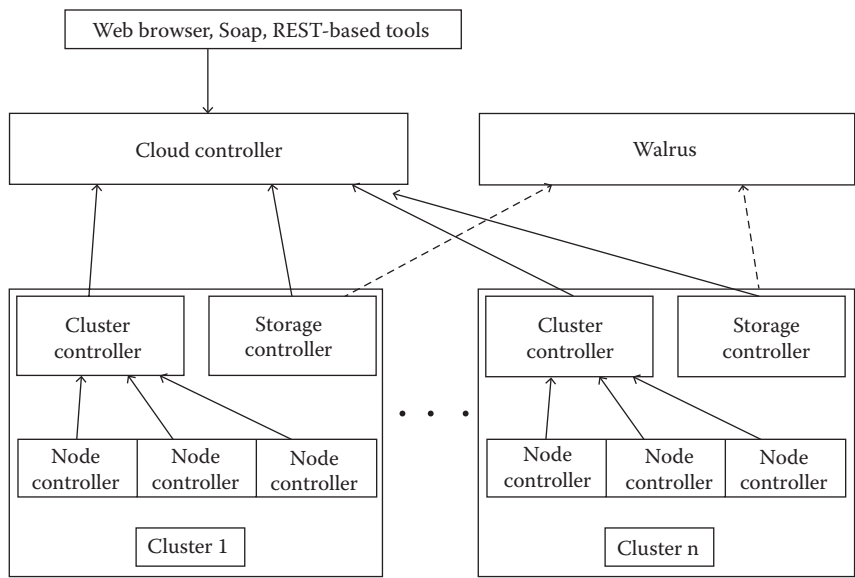 Web browser, Soap, REST-based tools
Cloud controller
Walrus
Cluster
controller
Storage
controller
Cluster
controller
Storage
controller
. . .
Node
controller
Node
controller
Node
controller
Node
controller
Node
controller
Node
controller
Cluster 1
Cluster n